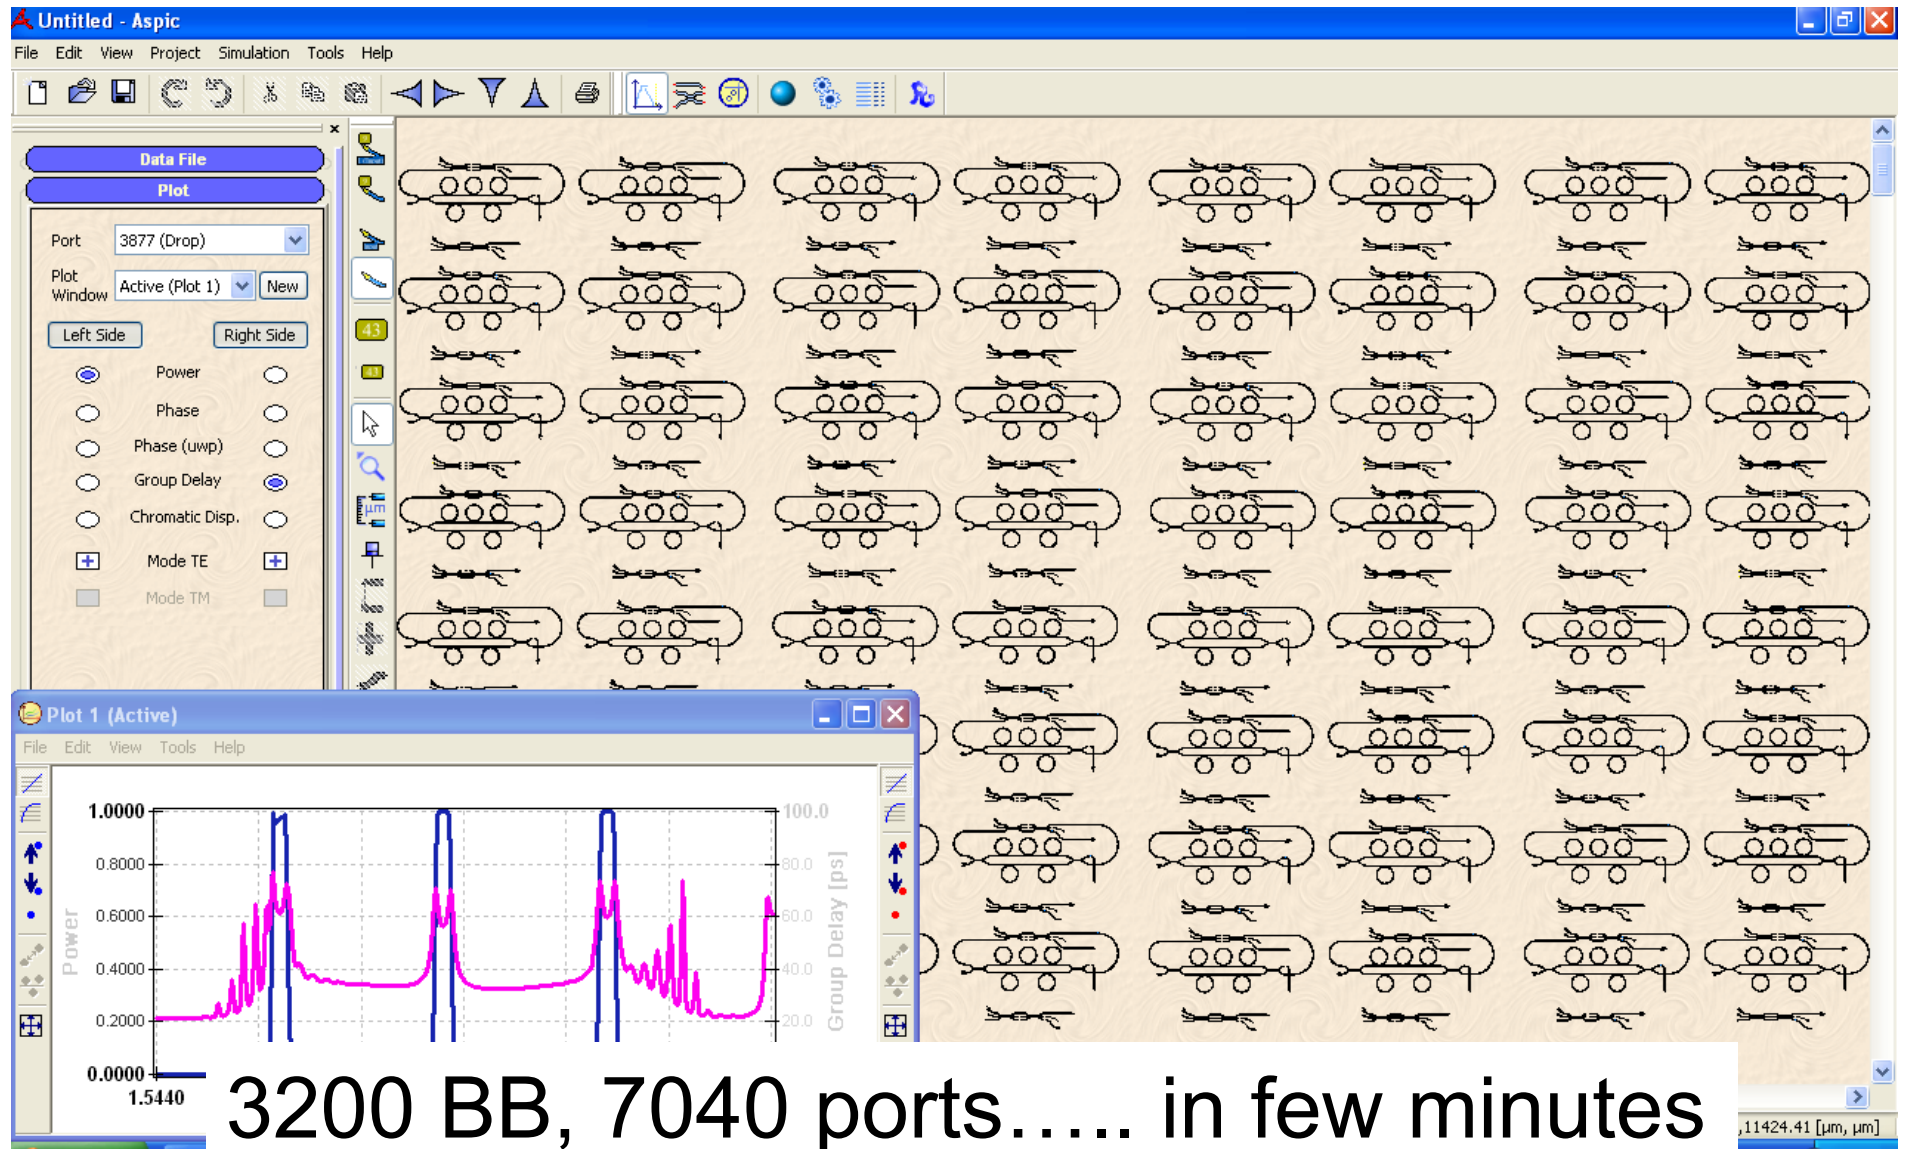 Untitled - Aspic
File Edit View Project Simulation Tools Help
Data File
Plot
Port 3877 (Drop)
Plot Window Active (Plot 1) New
Left Side Right Side
Power
Phase
Phase (uwp)
Group Delay
Chromatic Disp.
Mode TE
Mode TM
43
43
µm
Plot 1 (Active)
File Edit View Tools Help
1.0000 100.0
0.8000 80.0
0.6000 60.0
0.4000 40.0
0.2000 20.0
0.0000
Power
Group Delay [ps]
1.5440
3200 BB, 7040 ports….. in few minutes
,11424.41 [µm, µm]